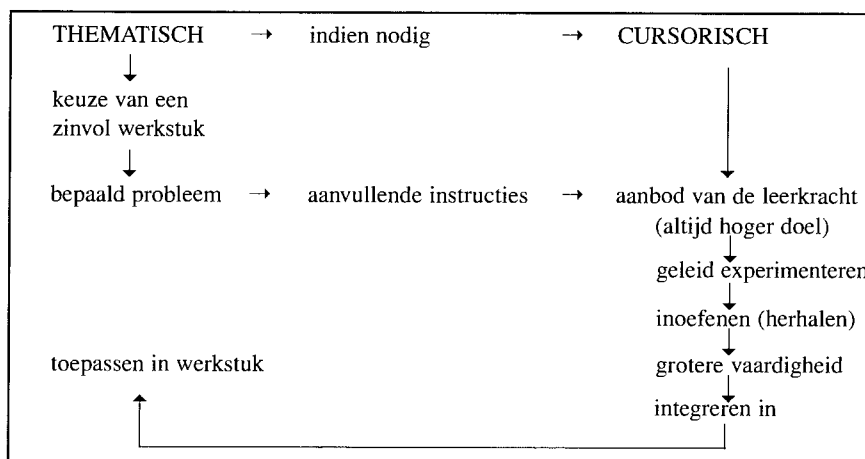 THEMATISCH → indien nodig → CURSORISCH
keuze van een
zinvol werkstuk
bepaald probleem → aanvullende instructies → aanbod van de leerkracht
(altijd hoger doel)
geleid experimenteren
inoefenen (herhalen)
toepassen in werkstuk grotere vaardigheid
integreren in